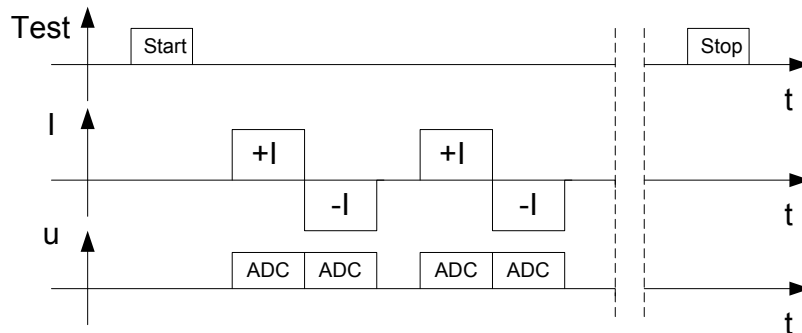 Test
Start
Stop
t
I
+I
+I
-I
-I
t
u
ADC ADC ADC ADC
t